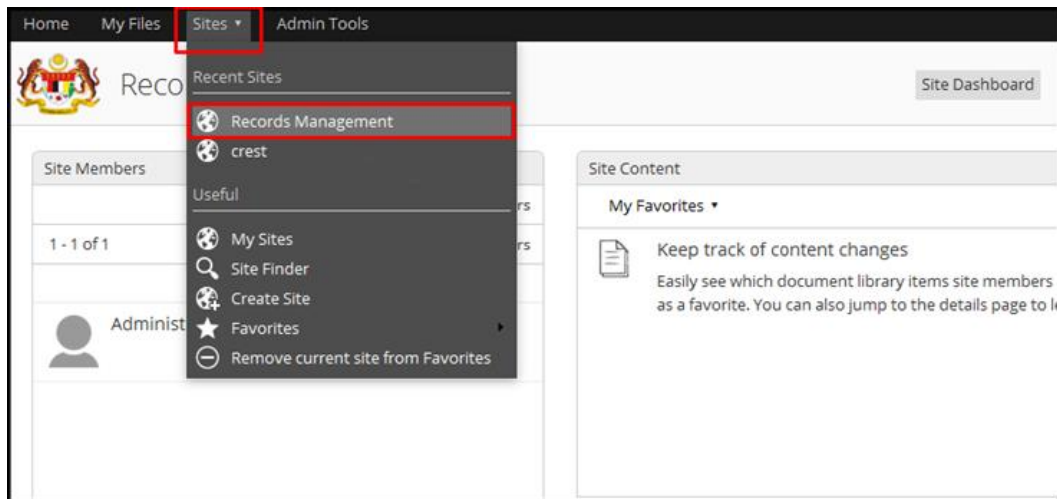 Home My Files Sites Admin Tools
Reco
Site Dashboard
Recent Sites
Records Management
crest
Useful
My Sites
Site Finder
Create Site
Favorites
Remove current site from Favorites
Site Members
rs
1 - 1 of 1
rs
Administ
Site Content
My Favorites
Keep track of content changes
Easily see which document library items site members
as a favorite. You can also jump to the details page to l